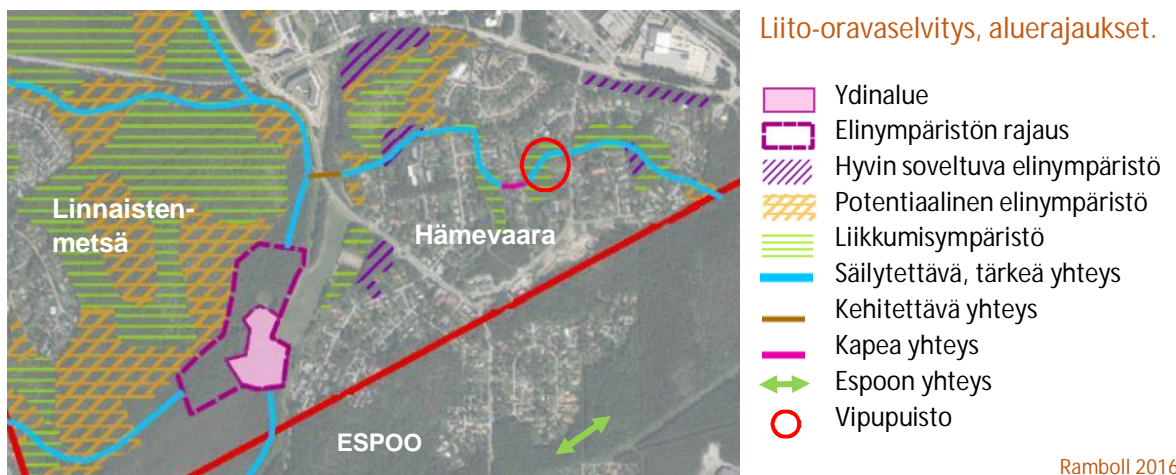 Liito-oravaselvitys, aluerajaukset.
Ydinalue
Elinympäristön rajaus
Hyvin soveltuva elinympäristö
Potentiaalinen elinympäristö
Liikkumisympäristö
Säilytettävä, tärkeä yhteys
Kehitettävä yhteys
Kapea yhteys
Espoon yhteys
Vipupuisto
Ramboll 2016
Linnaisten-
metsä
Hämevaara
ESPOO